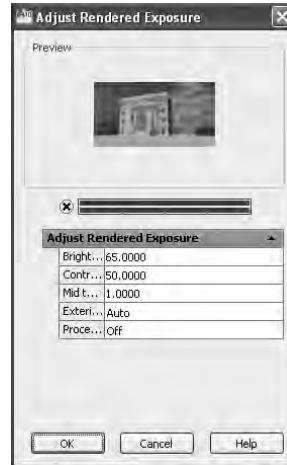 Adjust Rendered Exposure
Preview
Adjust Rendered Exposure
Bright... 65.0000
Contr... 50.0000
Mid t... 1.0000
Exteri... Auto
Proce... Off
OK Cancel Help